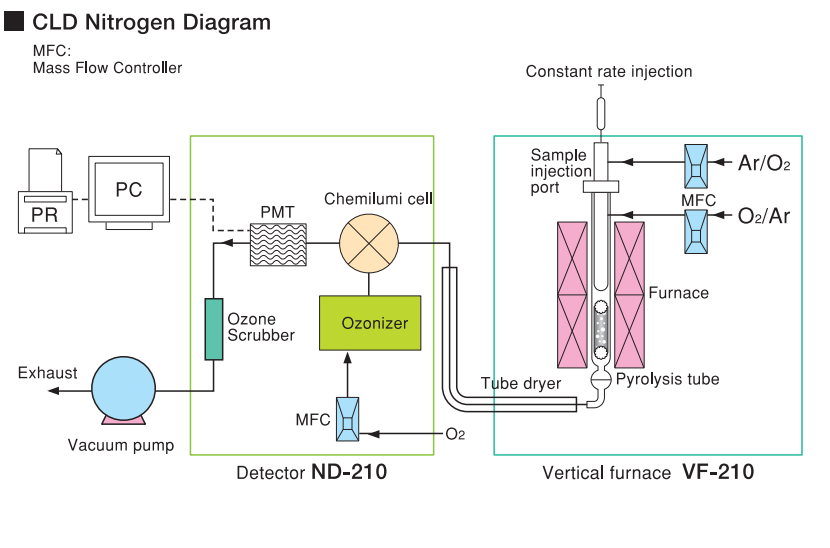 CLD Nitrogen Diagram
MFC:
Mass Flow Controller
Constant rate injection
Sample
injection
port
Ar/O₂
MFC
O₂/Ar
PR
PC
PMT
Chemilumi cell
Furnace
Ozone
Scrubber
Ozonizer
Exhaust
Tube dryer
Pyrolysis tube
MFC
O₂
Vacuum pump
Detector ND-210
Vertical furnace VF-210